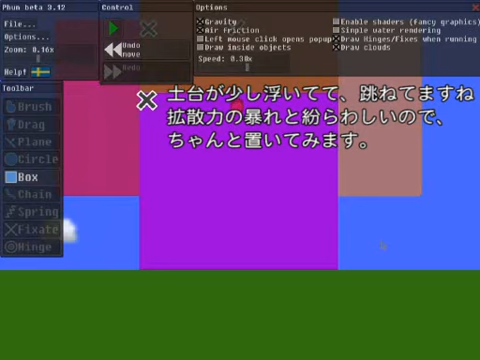 Phun beta 3.12
File...
Options...
Zoom: 0.16x
Help!
Control
Undo
move
Redo
Options
Gravity
Air friction
Left mouse click opens popup
Draw inside objects
Speed: 0.30x
Enable shaders (fancy graphics)
Simple water rendering
Draw Hinges/Fixes when running
Draw clouds
Toolbar
Brush
Drag
Plane
Circle
Box
Chain
Spring
Fixate
Hinge
土台が少し浮いてて、跳ねてますね
拡散力の暴れと紛らわしいので、
ちゃんと置いてみます。